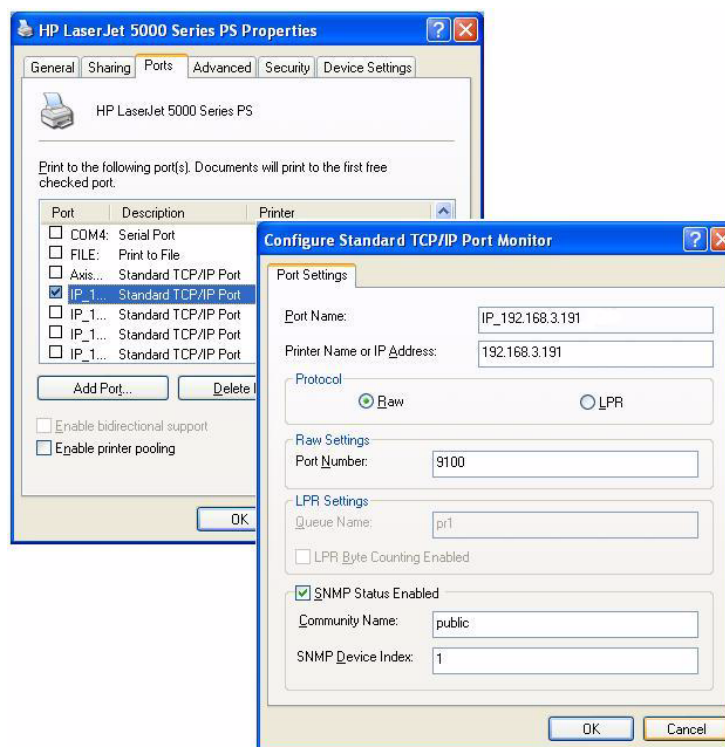 HP LaserJet 5000 Series PS Properties
General Sharing Ports Advanced Security Device Settings
HP LaserJet 5000 Series PS
Print to the following port(s). Documents will print to the first free
checked port.
Port Description Printer
COM4: Serial Port
FILE: Print to File
Axis... Standard TCP/IP Port
IP_1... Standard TCP/IP Port
IP_1... Standard TCP/IP Port
IP_1... Standard TCP/IP Port
IP_1... Standard TCP/IP Port
Add Port... Delete
Enable bidirectional support
Enable printer pooling
OK
Configure Standard TCP/IP Port Monitor
Port Settings
Port Name: IP_192.168.3.191
Printer Name or IP Address: 192.168.3.191
Protocol
Raw LPR
Raw Settings
Port Number: 9100
LPR Settings
Queue Name: pr1
LPR Byte Counting Enabled
SNMP Status Enabled
Community Name: public
SNMP Device Index: 1
OK Cancel